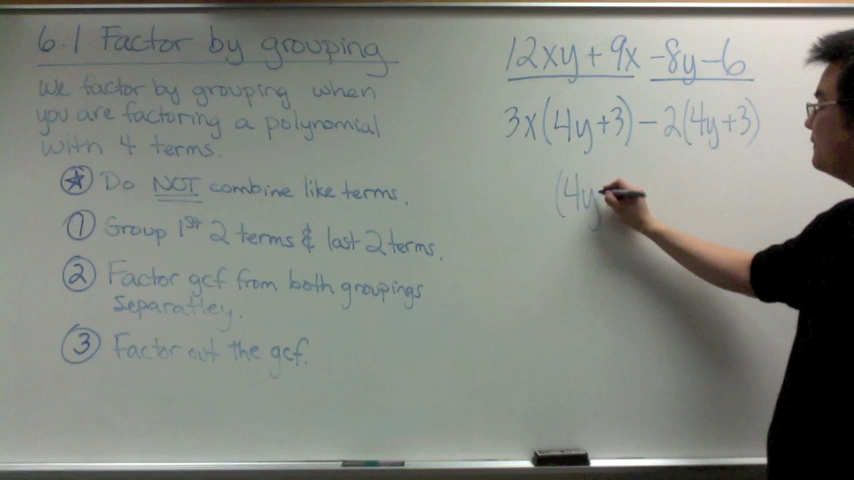 6.1 Factor by grouping
We factor by grouping when
you are factoring a polynomial
with 4 terms.
★ Do NOT combine like terms.
① Group 1st 2 terms & last 2 terms.
② Factor gcf from both groupings
separatley.
③ Factor out the gcf.
12xy + 9x - 8y - 6
3x(4y+3) - 2(4y+3)
(4y